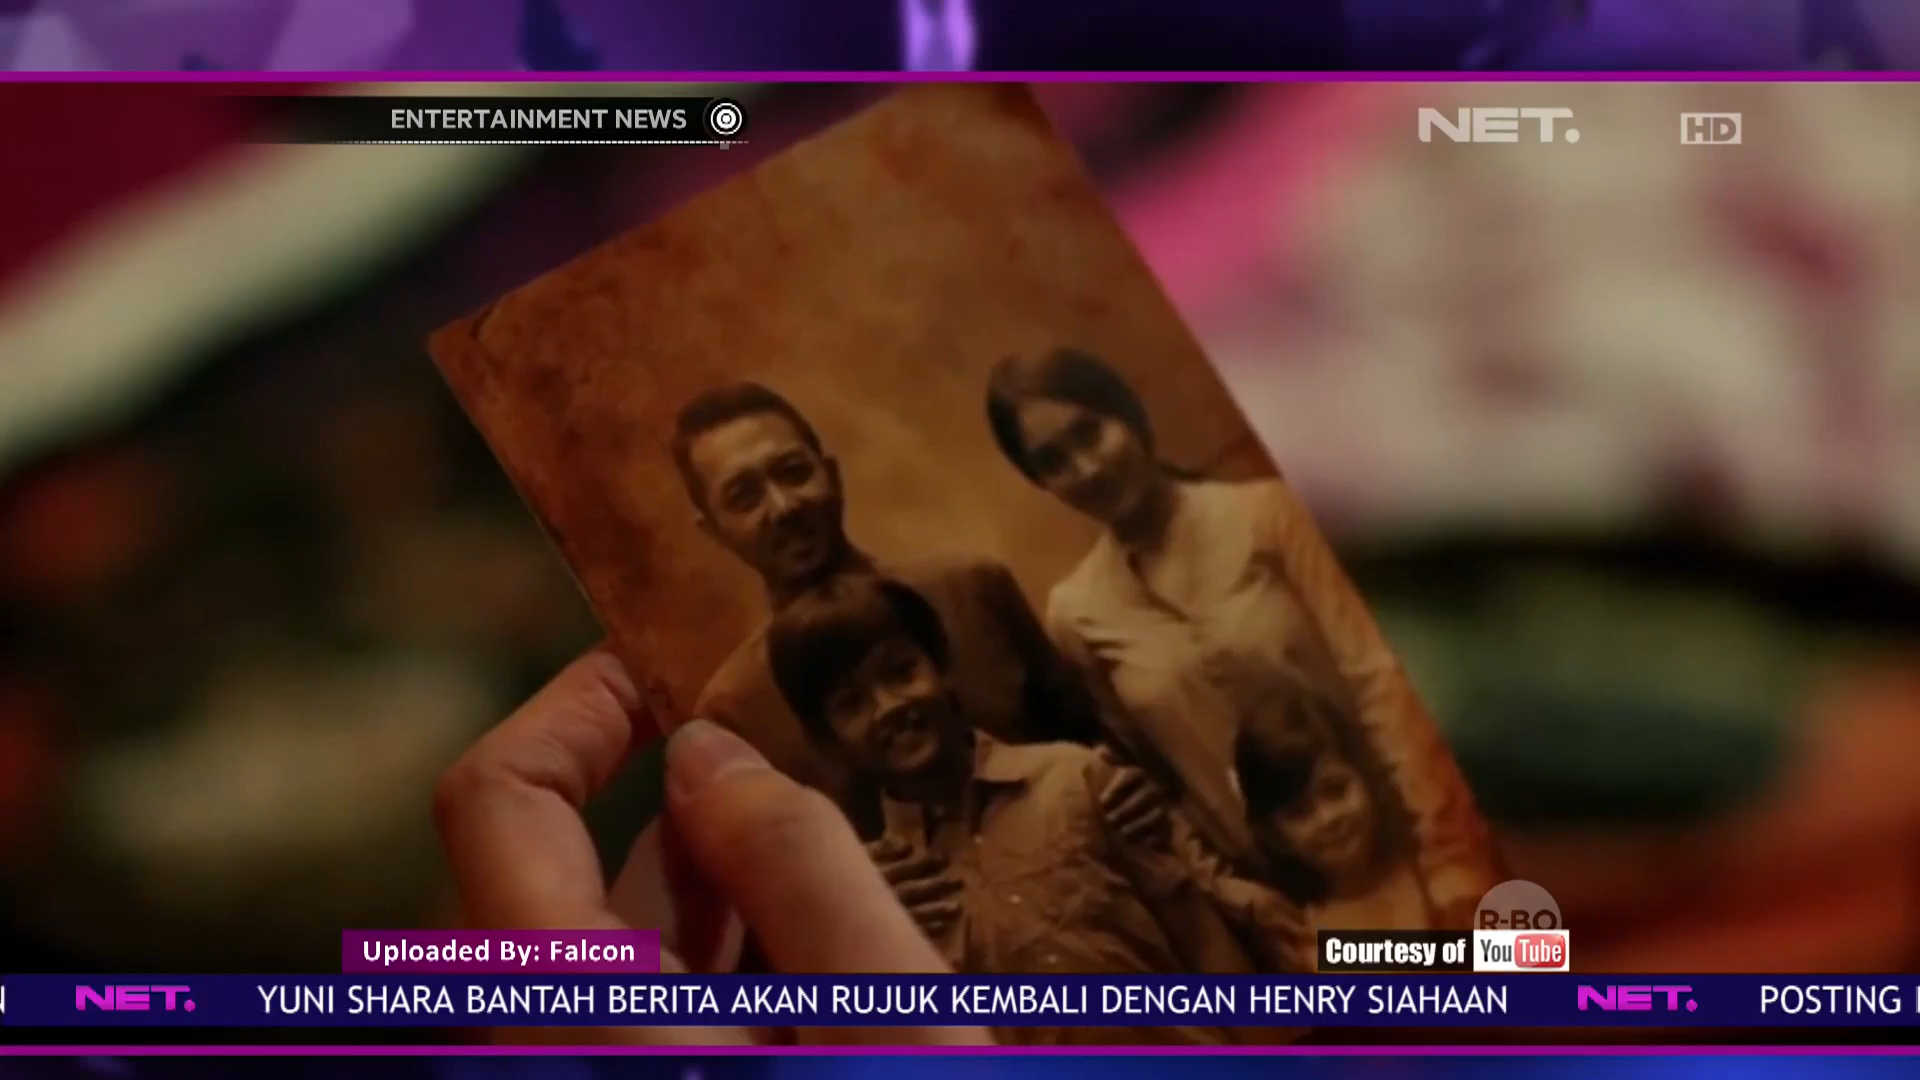 ENTERTAINMENT NEWS
NET.
HD
R-BO
Uploaded By: Falcon
Courtesy of YouTube
N NET. YUNI SHARA BANTAH BERITA AKAN RUJUK KEMBALI DENGAN HENRY SIAHAAN NET. POSTING